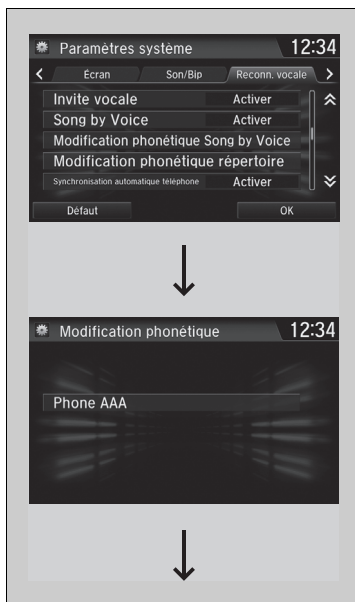 Paramètres système 12:34
Écran Son/Bip Reconn. vocale
Invite vocale Activer
Song by Voice Activer
Modification phonétique Song by Voice
Modification phonétique répertoire
Synchronisation automatique téléphone Activer
Défaut OK
Modification phonétique 12:34
Phone AAA